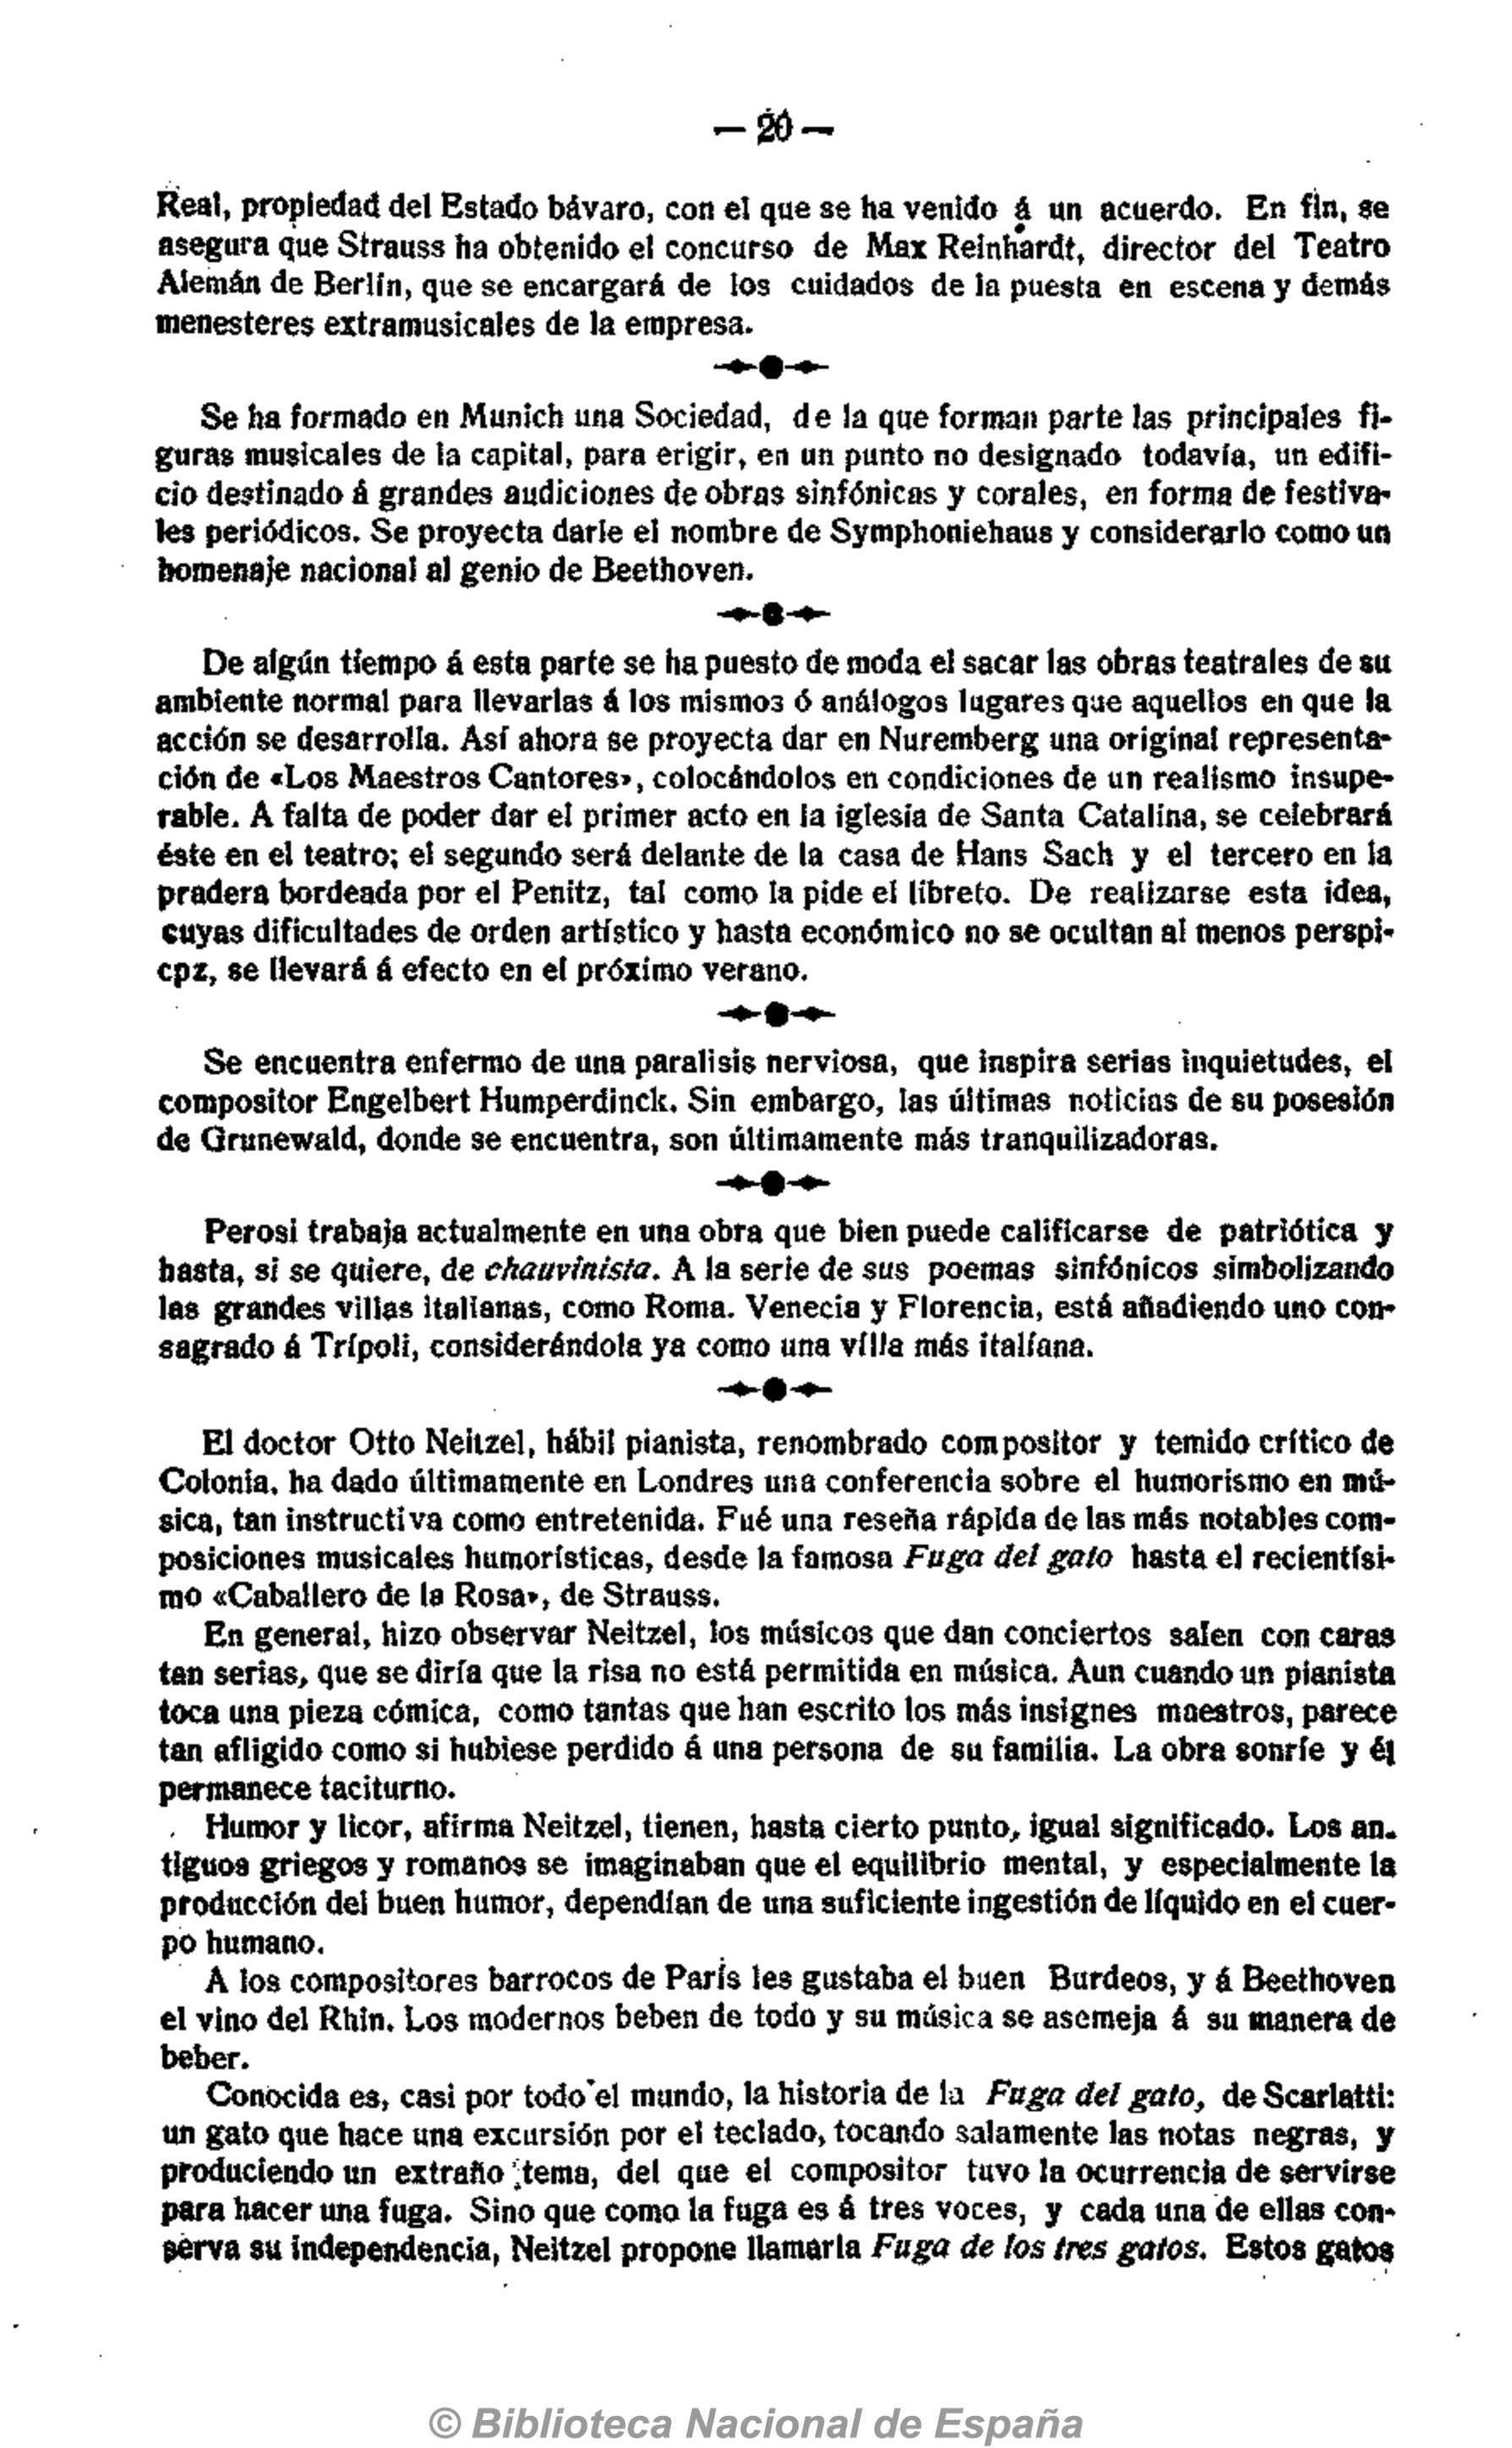 — 20 —
Real, propiedad del Estado bávaro, con el que se ha venido á un acuerdo. En fin, se
asegura que Strauss ha obtenido el concurso de Max Reinhardt, director del Teatro
Alemán de Berlín, que se encargará de los cuidados de la puesta en escena y demás
menesteres extramusicales de la empresa.
Se ha formado en Munich una Sociedad, de la que forman parte las principales fi-
guras musicales de la capital, para erigir, en un punto no designado todavía, un edifi-
cio destinado á grandes audiciones de obras sinfónicas y corales, en forma de festiva-
les periódicos. Se proyecta darle el nombre de Symphoniehaus y considerarlo como un
homenaje nacional al genio de Beethoven.
De algún tiempo á esta parte se ha puesto de moda el sacar las obras teatrales de su
ambiente normal para llevarlas á los mismos ó análogos lugares que aquellos en que la
acción se desarrolla. Así ahora se proyecta dar en Nuremberg una original representa-
ción de «Los Maestros Cantores», colocándolos en condiciones de un realismo insupe-
rable. A falta de poder dar el primer acto en la iglesia de Santa Catalina, se celebrará
éste en el teatro; el segundo será delante de la casa de Hans Sach y el tercero en la
pradera bordeada por el Penitz, tal como la pide el libreto. De realizarse esta idea,
cuyas dificultades de orden artístico y hasta económico no se ocultan al menos perspi-
cpz, se llevará á efecto en el próximo verano.
Se encuentra enfermo de una paralisis nerviosa, que inspira serias inquietudes, el
compositor Engelbert Humperdinck. Sin embargo, las últimas noticias de su posesión
de Grunewald, donde se encuentra, son últimamente más tranquilizadoras.
Perosi trabaja actualmente en una obra que bien puede calificarse de patriótica y
hasta, si se quiere, de chauvinista. A la serie de sus poemas sinfónicos simbolizando
las grandes villas italianas, como Roma. Venecia y Florencia, está añadiendo uno con-
sagrado á Trípoli, considerándola ya como una villa más italiana.
El doctor Otto Neitzel, hábil pianista, renombrado compositor y temido crítico de
Colonia, ha dado últimamente en Londres una conferencia sobre el humorismo en mú-
sica, tan instructiva como entretenida. Fué una reseña rápida de las más notables com-
posiciones musicales humorísticas, desde la famosa Fuga del gato hasta el recientísi-
mo «Caballero de la Rosa», de Strauss.
En general, hizo observar Neitzel, los músicos que dan conciertos salen con caras
tan serias, que se diría que la risa no está permitida en música. Aun cuando un pianista
toca una pieza cómica, como tantas que han escrito los más insignes maestros, parece
tan afligido como si hubiese perdido á una persona de su familia. La obra sonríe y él
permanece taciturno.
Humor y licor, afirma Neitzel, tienen, hasta cierto punto, igual significado. Los an-
tiguos griegos y romanos se imaginaban que el equilibrio mental, y especialmente la
producción del buen humor, dependían de una suficiente ingestión de líquido en el cuer-
po humano.
A los compositores barrocos de París les gustaba el buen Burdeos, y á Beethoven
el vino del Rhin. Los modernos beben de todo y su música se asemeja á su manera de
beber.
Conocida es, casi por todo el mundo, la historia de la Fuga del gato, de Scarlatti:
un gato que hace una excursión por el teclado, tocando salamente las notas negras, y
produciendo un extraño tema, del que el compositor tuvo la ocurrencia de servirse
para hacer una fuga. Sino que como la fuga es á tres voces, y cada una de ellas con-
serva su independencia, Neitzel propone llamarla Fuga de los tres gatos. Estos gatos
© Biblioteca Nacional de España